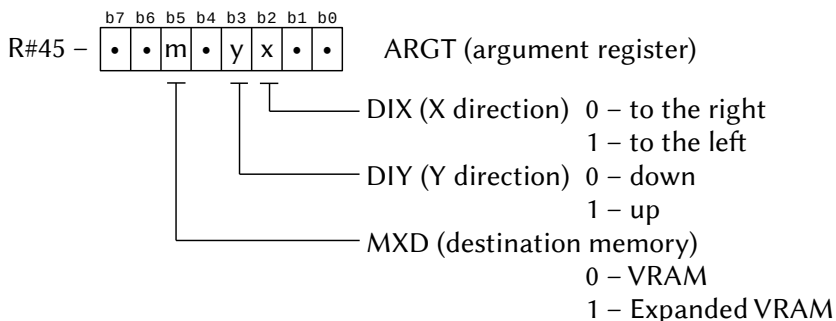 b7 b6 b5 b4 b3 b2 b1 b0
R#45 – • • m • y x • • ARGT (argument register)
DIX (X direction) 0 – to the right
1 – to the left
DIY (Y direction) 0 – down
1 – up
MXD (destination memory)
0 – VRAM
1 – Expanded VRAM